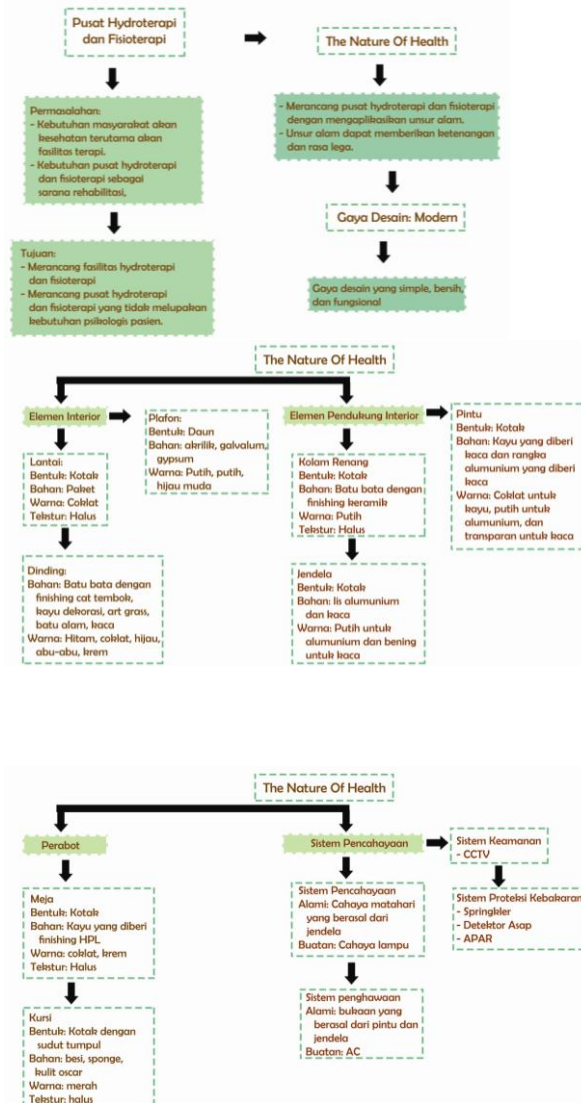 Pusat Hydroterapi
dan Fisioterapi
The Nature Of Health
Permasalahan:
- Kebutuhan masyarakat akan
kesehatan terutama akan
fasilitas terapi.
- Kebutuhan pusat hydroterapi
dan fisioterapi sebagai
sarana rehabilitasi,
- Merancang pusat hydroterapi dan fisioterapi
dengan mengaplikasikan unsur alam.
- Unsur alam dapat memberikan ketenangan
dan rasa lega.
Tujuan:
- Merancang fasilitas hydroterapi
dan fisioterapi
- Merancang pusat hydroterapi
dan fisioterapi yang tidak melupakan
kebutuhan psikologis pasien.
Gaya Desain: Modern
Gaya desain yang simple, bersih,
dan fungsional
The Nature Of Health
Elemen Interior
Plafon:
Bentuk: Daun
Bahan: akrilik, galvalum,
gypsum
Warna: Putih, putih,
hijau muda
Lantai:
Bentuk: Kotak
Bahan: Paket
Warna: Coklat
Tekstur: Halus
Dinding:
Bahan: Batu bata dengan
finishing cat tembok,
kayu dekorasi, art grass,
batu alam, kaca
Warna: Hitam, coklat, hijau,
abu-abu, krem
Elemen Pendukung Interior
Pintu
Bentuk: Kotak
Bahan: Kayu yang diberi
kaca dan rangka
alumunium yang diberi
kaca
Warna: Coklat untuk
kayu, putih untuk
alumunium, dan
transparan untuk kaca
Kolam Renang
Bentuk: Kotak
Bahan: Batu bata dengan
finishing keramik
Warna: Putih
Tekstur: Halus
Jendela
Bentuk: Kotak
Bahan: lis alumunium
dan kaca
Warna: Putih untuk
alumunium dan bening
untuk kaca
The Nature Of Health
Perabot
Meja
Bentuk: Kotak
Bahan: Kayu yang diberi
finishing HPL
Warna: coklat, krem
Tekstur: Halus
Kursi
Bentuk: Kotak dengan
sudut tumpul
Bahan: besi, sponge,
kulit oscar
Warna: merah
Tekstur: halus
Sistem Pencahayaan
Sistem Keamanan
- CCTV
Sistem Pencahayaan
Alami: Cahaya matahari
yang berasal dari
jendela
Buatan: Cahaya lampu
Sistem Proteksi Kebakaran
- Springkler
- Detektor Asap
- APAR
Sistem penghawaan
Alami: bukaan yang
berasal dari pintu dan
jendela
Buatan: AC